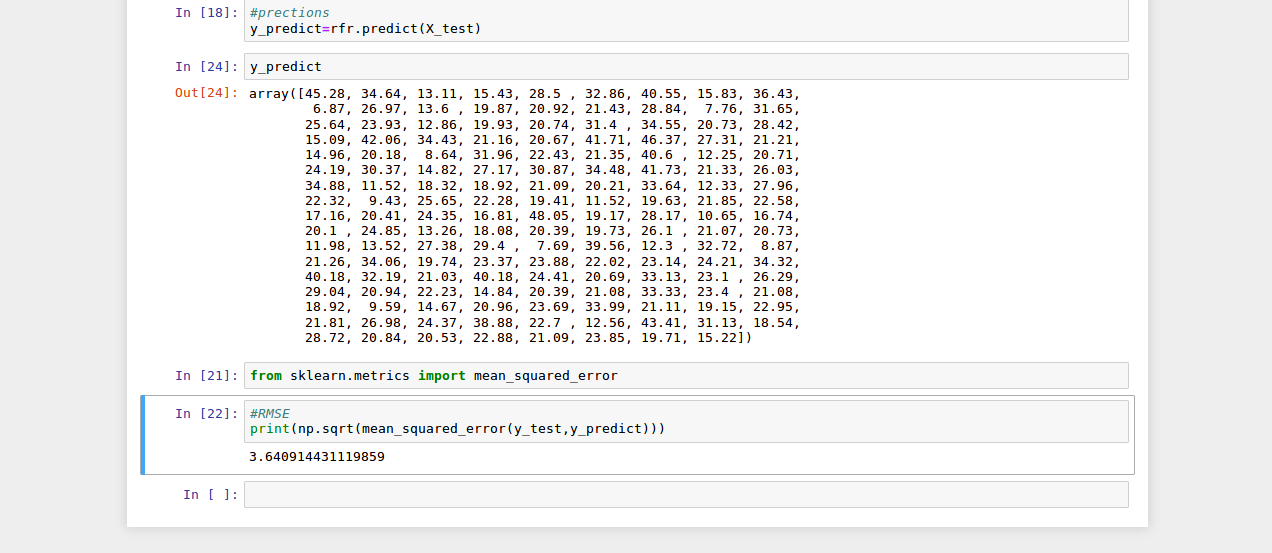 In [18]: #prections
y_predict=rfr.predict(X_test)
In [24]: y_predict
Out[24]: array([45.28, 34.64, 13.11, 15.43, 28.5 , 32.86, 40.55, 15.83, 36.43,
6.87, 26.97, 13.6 , 19.87, 20.92, 21.43, 28.84,  7.76, 31.65,
25.64, 23.93, 12.86, 19.93, 20.74, 31.4 , 34.55, 20.73, 28.42,
15.09, 42.06, 34.43, 21.16, 20.67, 41.71, 46.37, 27.31, 21.21,
14.96, 20.18,  8.64, 31.96, 22.43, 21.35, 40.6 , 12.25, 20.71,
24.19, 30.37, 14.82, 27.17, 30.87, 34.48, 41.73, 21.33, 26.03,
34.88, 11.52, 18.32, 18.92, 21.09, 20.21, 33.64, 12.33, 27.96,
22.32,  9.43, 25.65, 22.28, 19.41, 11.52, 19.63, 21.85, 22.58,
17.16, 20.41, 24.35, 16.81, 48.05, 19.17, 28.17, 10.65, 16.74,
20.1 , 24.85, 13.26, 18.08, 20.39, 19.73, 26.1 , 21.07, 20.73,
11.98, 13.52, 27.38, 29.4 ,  7.69, 39.56, 12.3 , 32.72,  8.87,
21.26, 34.06, 19.74, 23.37, 23.88, 22.02, 23.14, 24.21, 34.32,
40.18, 32.19, 21.03, 40.18, 24.41, 20.69, 33.13, 23.1 , 26.29,
29.04, 20.94, 22.23, 14.84, 20.39, 21.08, 33.33, 23.4 , 21.08,
18.92,  9.59, 14.67, 20.96, 23.69, 33.99, 21.11, 19.15, 22.95,
21.81, 26.98, 24.37, 38.88, 22.7 , 12.56, 43.41, 31.13, 18.54,
28.72, 20.84, 20.53, 22.88, 21.09, 23.85, 19.71, 15.22])
In [21]: from sklearn.metrics import mean_squared_error
In [22]: #RMSE
print(np.sqrt(mean_squared_error(y_test,y_predict)))
3.640914431119859
In [ ]: